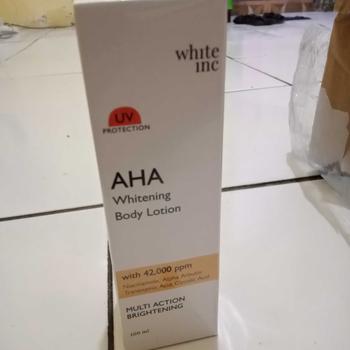 white
inc
UV
PROTECTION
AHA
Whitening
Body Lotion
with 42,000 ppm
Niacinamide, Alpha Arbutin
Tranexamic Acid, Glycolic Acid
MULTI ACTION
BRIGHTENING
100 ml